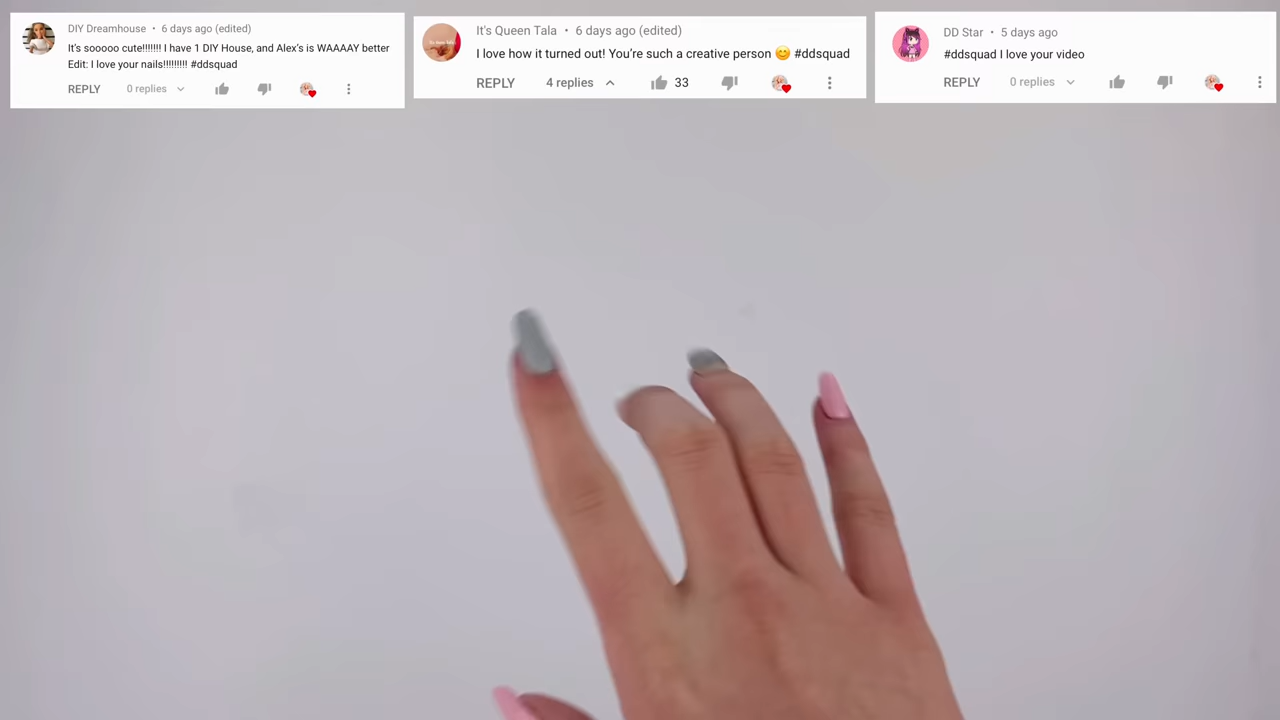 DIY Dreamhouse • 6 days ago (edited)
It's sooooo cute!!!!!!! I have 1 DIY House, and Alex's is WAAAAY better
Edit: I love your nails!!!!!!!!! #ddsquad
REPLY 0 replies
It's Queen Tala • 6 days ago (edited)
I love how it turned out! You're such a creative person 😊 #ddsquad
REPLY 4 replies 33
DD Star • 5 days ago
#ddsquad I love your video
REPLY 0 replies